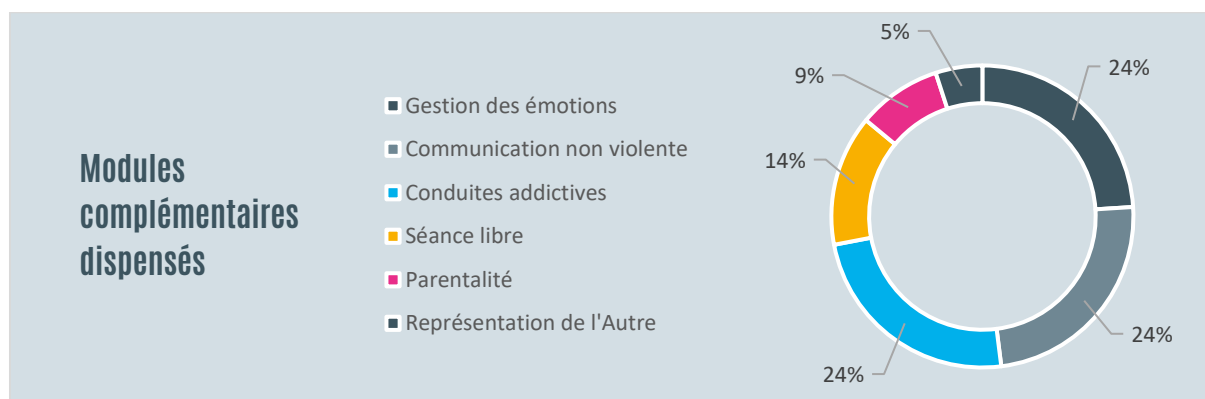 Modules
complémentaires
dispensés
Gestion des émotions
Communication non violente
Conduites addictives
Séance libre
Parentalité
Représentation de l'Autre
5%
24%
9%
14%
24%
24%